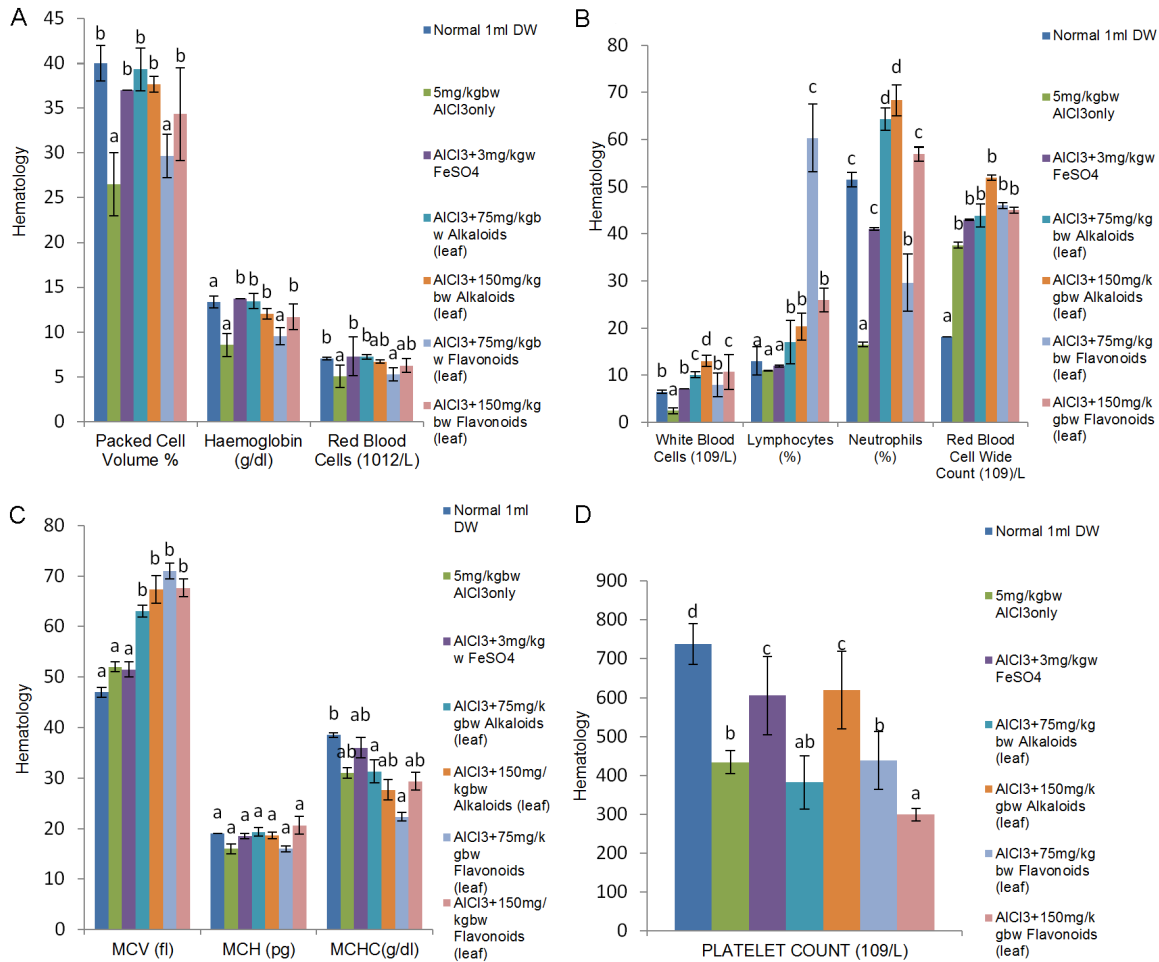 A
45
40
35
30
25
20
15
10
5
0
Hematology
b
a
b
b
b
a
b
a
a
b
b
b
a
b
b
a
b
b
ab
a
ab
Packed Cell
Volume %
Haemoglobin
(g/dl)
Red Blood
Cells (1012/L)
Normal 1ml DW
5mg/kgbw
AlCl3only
AlCl3+3mg/kgw
FeSO4
AlCl3+75mg/kgb
w Alkaloids
(leaf)
AlCl3+150mg/kg
bw Alkaloids
(leaf)
AlCl3+75mg/kgb
w Flavonoids
(leaf)
AlCl3+150mg/kg
bw Flavonoids
(leaf)
B
80
70
60
50
40
30
20
10
0
Hematology
b
a
b
c
d
b
c
a
a
a
b
b
c
b
c
a
c
d
d
b
c
a
b
b
b
b
b
b
White Blood
Cells (109/L)
Lymphocytes
(%)
Neutrophils
(%)
Red Blood
Cell Wide
Count (109)/L
Normal 1ml DW
5mg/kgbw
AlCl3only
AlCl3+3mg/kgw
FeSO4
AlCl3+75mg/kg
bw Alkaloids
(leaf)
AlCl3+150mg/k
gbw Alkaloids
(leaf)
AlCl3+75mg/kg
bw Flavonoids
(leaf)
AlCl3+150mg/k
gbw Flavonoids
(leaf)
C
80
70
60
50
40
30
20
10
0
Hematology
a
a
a
b
b
b
b
a
a
a
a
a
a
a
b
ab
ab
a
ab
a
ab
MCV (fl)
MCH (pg)
MCHC(g/dl)
Normal 1ml
DW
5mg/kgbw
AlCl3only
AlCl3+3mg/kg
w FeSO4
AlCl3+75mg/k
gbw Alkaloids
(leaf)
AlCl3+150mg/
kgbw
Alkaloids (leaf)
AlCl3+75mg/k
gbw
Flavonoids
(leaf)
AlCl3+150mg/
kgbw
Flavonoids
(leaf)
D
900
800
700
600
500
400
300
200
100
0
Hematology
d
b
c
ab
c
b
a
PLATELET COUNT (109/L)
Normal 1ml DW
5mg/kgbw
AlCl3only
AlCl3+3mg/kgw
FeSO4
AlCl3+75mg/kg
bw Alkaloids
(leaf)
AlCl3+150mg/k
gbw Alkaloids
(leaf)
AlCl3+75mg/kg
bw Flavonoids
(leaf)
AlCl3+150mg/k
gbw Flavonoids
(leaf)